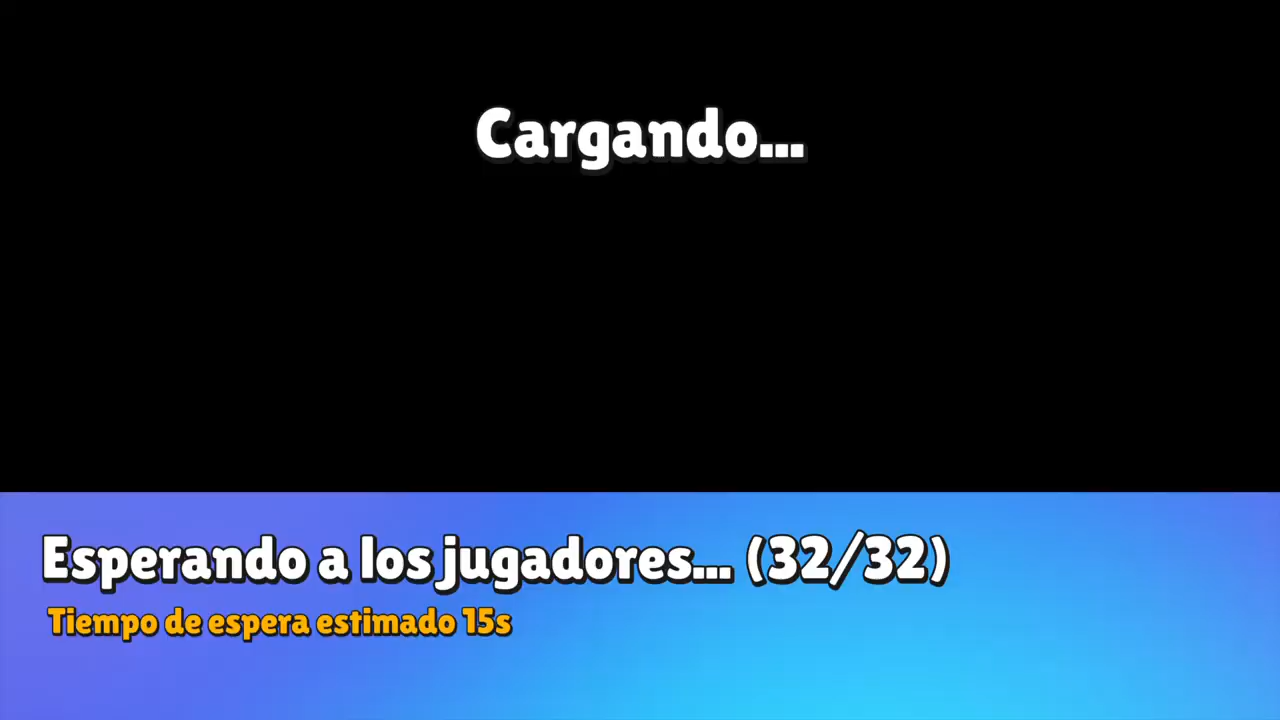 Cargando...
Esperando a los jugadores... (32/32)
Tiempo de espera estimado 15s